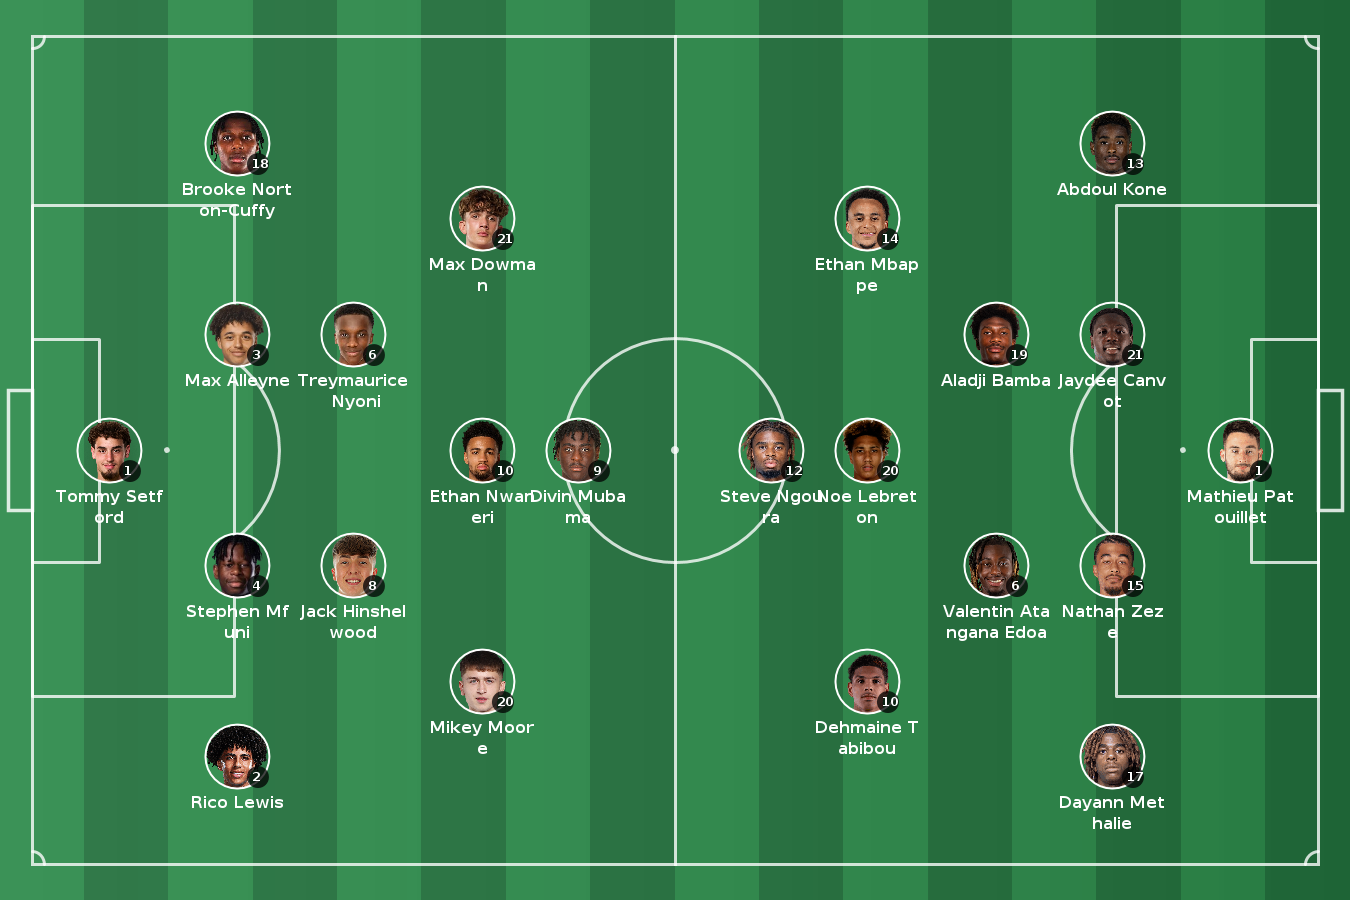 18
Brooke Nort
on-Cuffy
13
Abdoul Kone
21
Max Dowma
n
14
Ethan Mbap
pe
3
Max Alleyne
6
Treymaurice
Nyoni
19
Aladji Bamba
21
Jaydee Canv
ot
1
Tommy Setf
ord
10
Ethan Nwan
eri
9
Divin Muba
ma
12
Steve Ngou
ra
20
Noe Lebret
on
1
Mathieu Pat
ouillet
4
Stephen Mf
uni
8
Jack Hinshel
wood
6
Valentin Ata
ngana Edoa
15
Nathan Zez
e
20
Mikey Moor
e
10
Dehmaine T
abibou
2
Rico Lewis
17
Dayann Met
halie